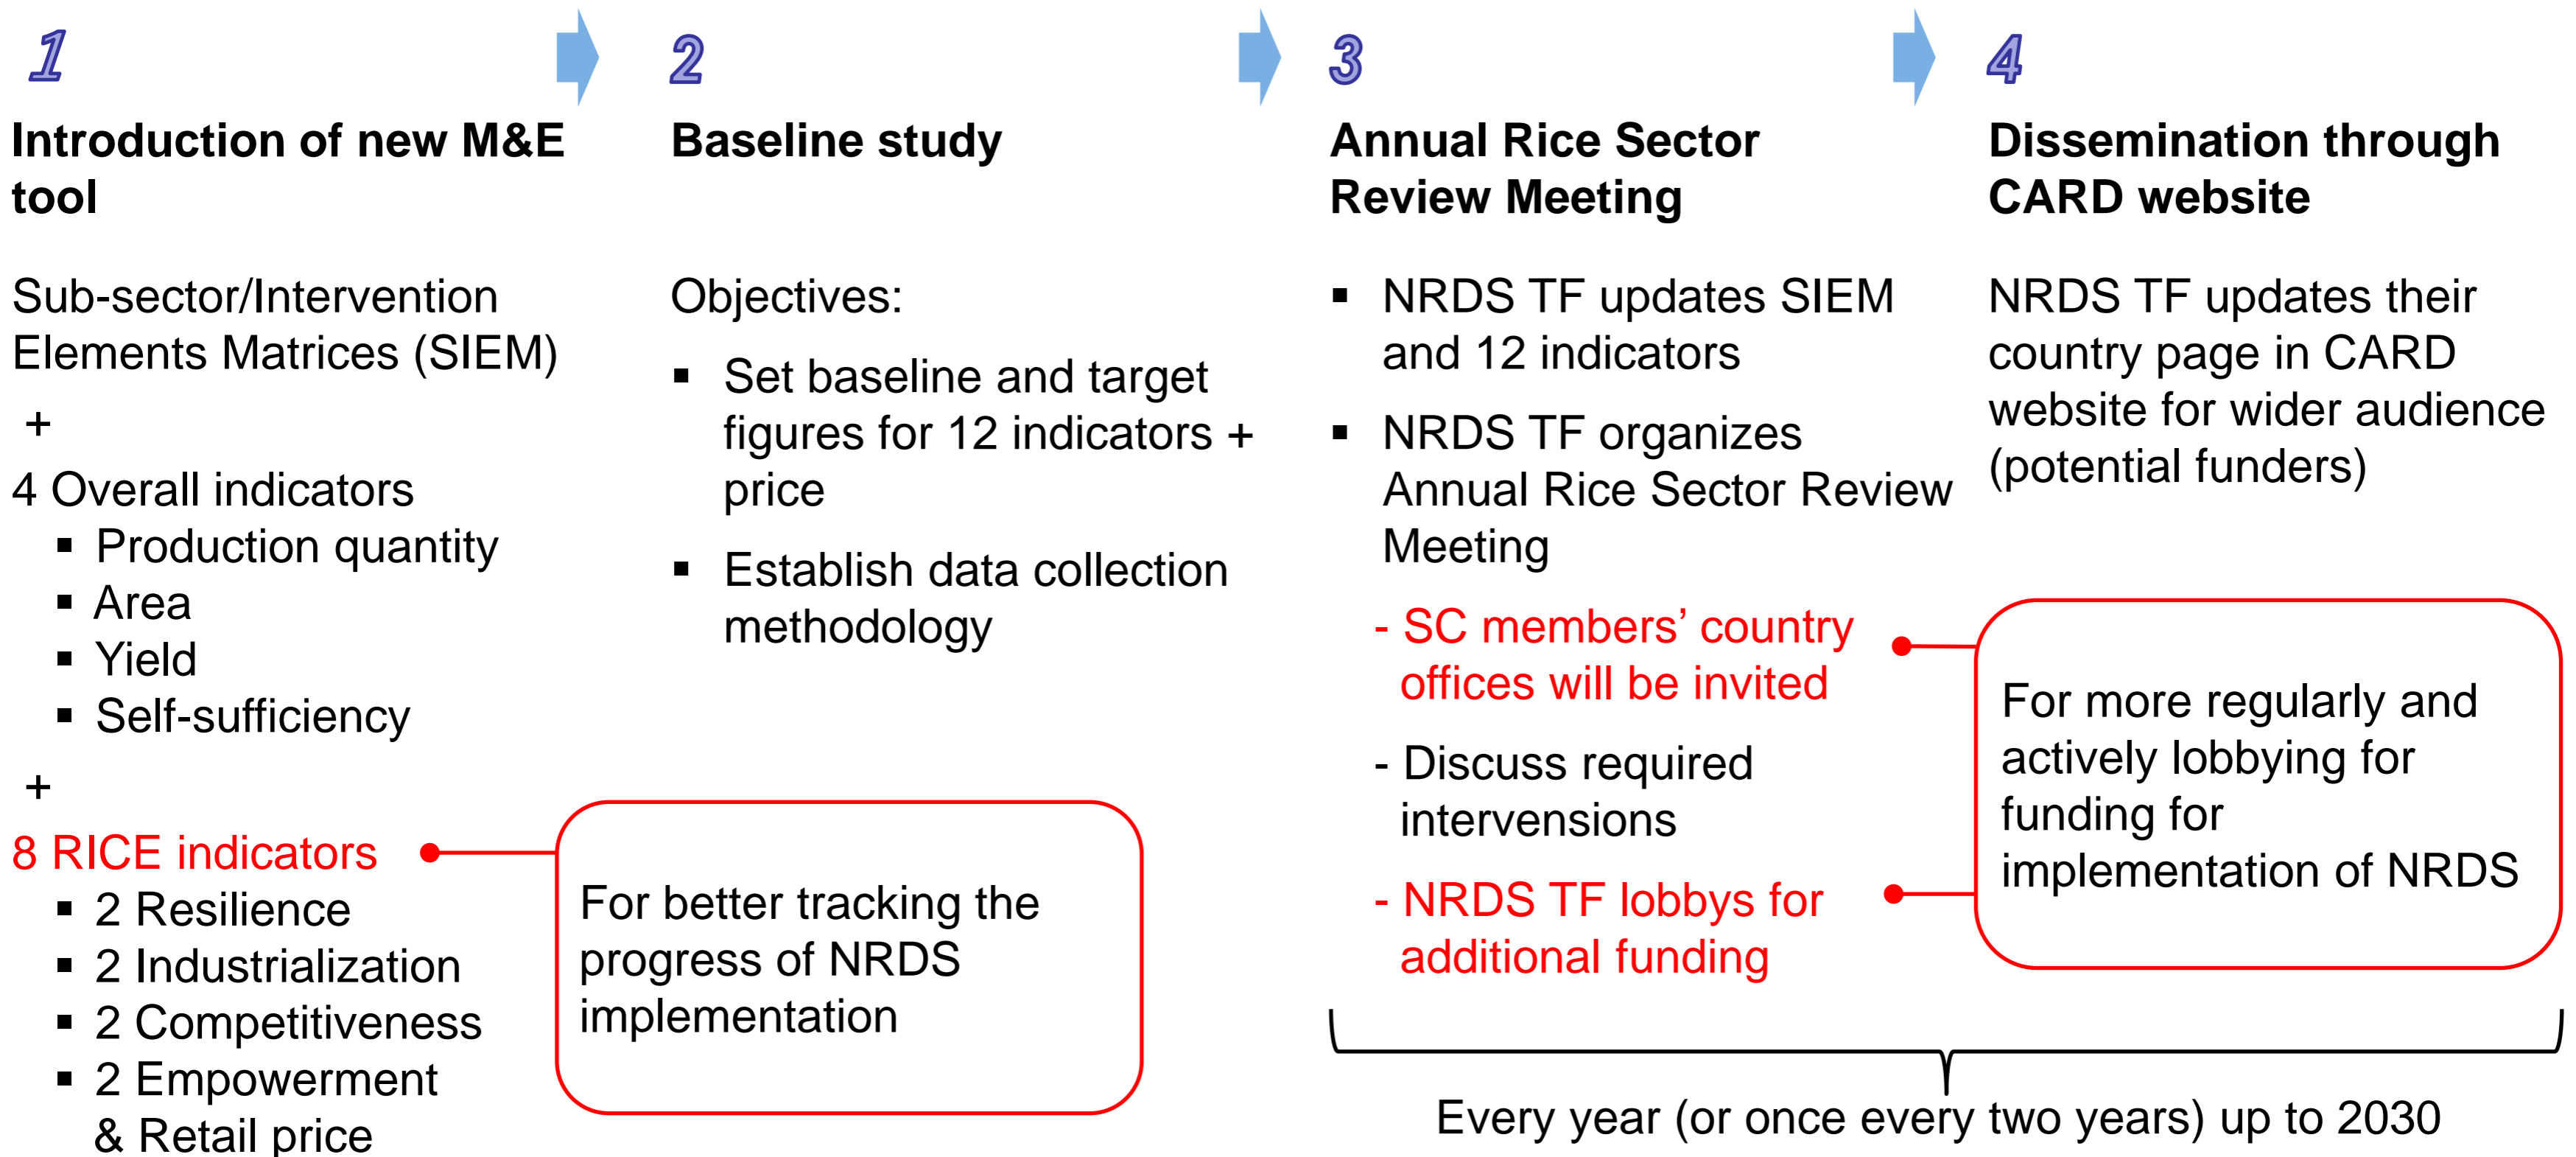 1
Introduction of new M&E
tool
Sub-sector/Intervention
Elements Matrices (SIEM)
+
4 Overall indicators
▪ Production quantity
▪ Area
▪ Yield
▪ Self-sufficiency
+
8 RICE indicators
▪ 2 Resilience
▪ 2 Industrialization
▪ 2 Competitiveness
▪ 2 Empowerment
& Retail price
For better tracking the
progress of NRDS
implementation
2
Baseline study
Objectives:
▪ Set baseline and target
figures for 12 indicators +
price
▪ Establish data collection
methodology
3
Annual Rice Sector
Review Meeting
▪ NRDS TF updates SIEM
and 12 indicators
▪ NRDS TF organizes
Annual Rice Sector Review
Meeting
- SC members’ country
offices will be invited
- Discuss required
intervensions
- NRDS TF lobbys for
additional funding
4
Dissemination through
CARD website
NRDS TF updates their
country page in CARD
website for wider audience
(potential funders)
For more regularly and
actively lobbying for
funding for
implementation of NRDS
Every year (or once every two years) up to 2030